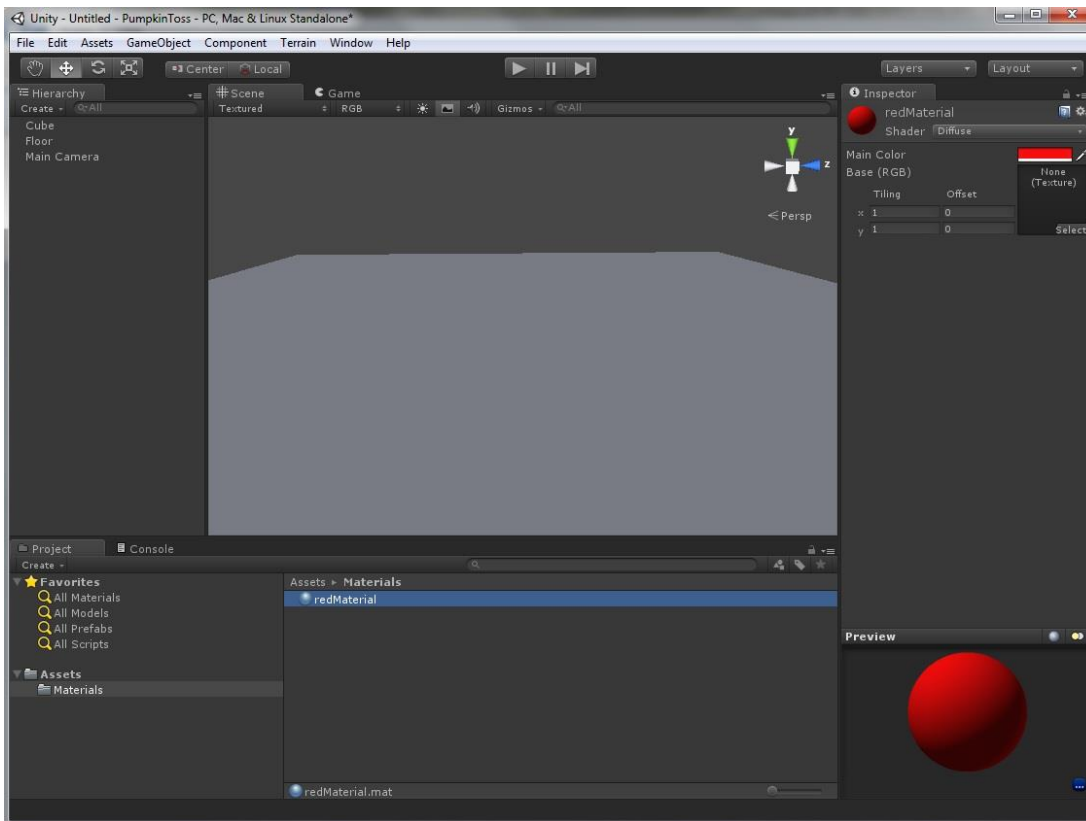 Unity - Untitled - PumpkinToss - PC, Mac & Linux Standalone*
File Edit Assets GameObject Component Terrain Window Help
Center Local
Layers Layout
Hierarchy
Create All
Cube
Floor
Main Camera
Scene Game
Textured RGB Gizmos All
y
z
Persp
Inspector
redMaterial
Shader Diffuse
Main Color
Base (RGB)
None
(Texture)
Tiling Offset
x 1 0
y 1 0
Select
Project Console
Create
Favorites
All Materials
All Models
All Prefabs
All Scripts
Assets
Materials
Assets Materials
redMaterial
redMaterial.mat
Preview